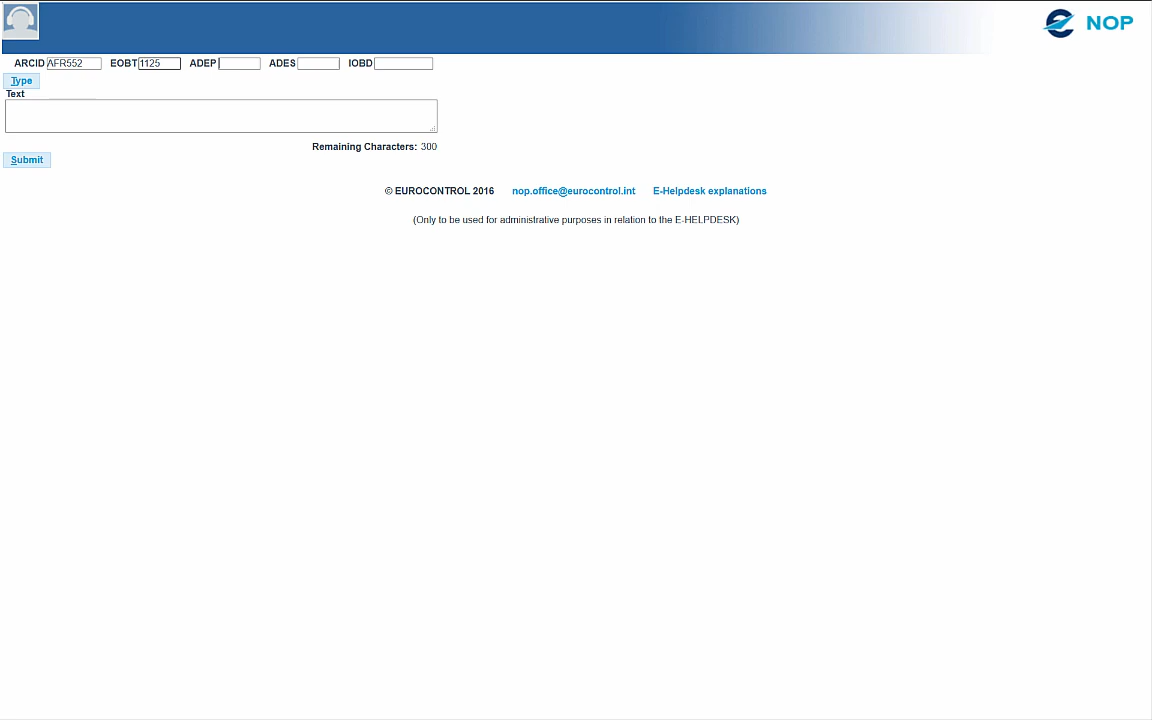 NOP
ARCID AFR552 EOBT 1125 ADEP ADES IOBD
Type
Text
Remaining Characters: 300
Submit
© EUROCONTROL 2016 nop.office@eurocontrol.int E-Helpdesk explanations
(Only to be used for administrative purposes in relation to the E-HELPDESK)